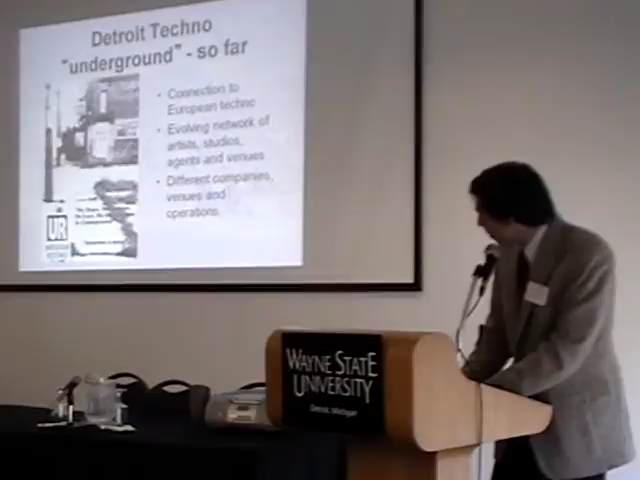 Detroit Techno
"underground" - so far
• Connection to
European techno
• Evolving network of
artists, studios,
agents and venues
• Different companies,
venues and
operations.
UR
WAYNE STATE
UNIVERSITY
Detroit, Michigan